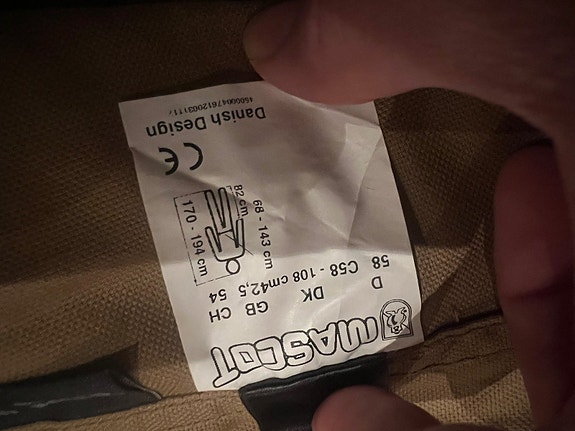 MASCOT
D DK GB CH
58 C58 - 108 cm42,5 54
68 - 143 cm
82 cm
170 - 194 cm
CE
Danish Design